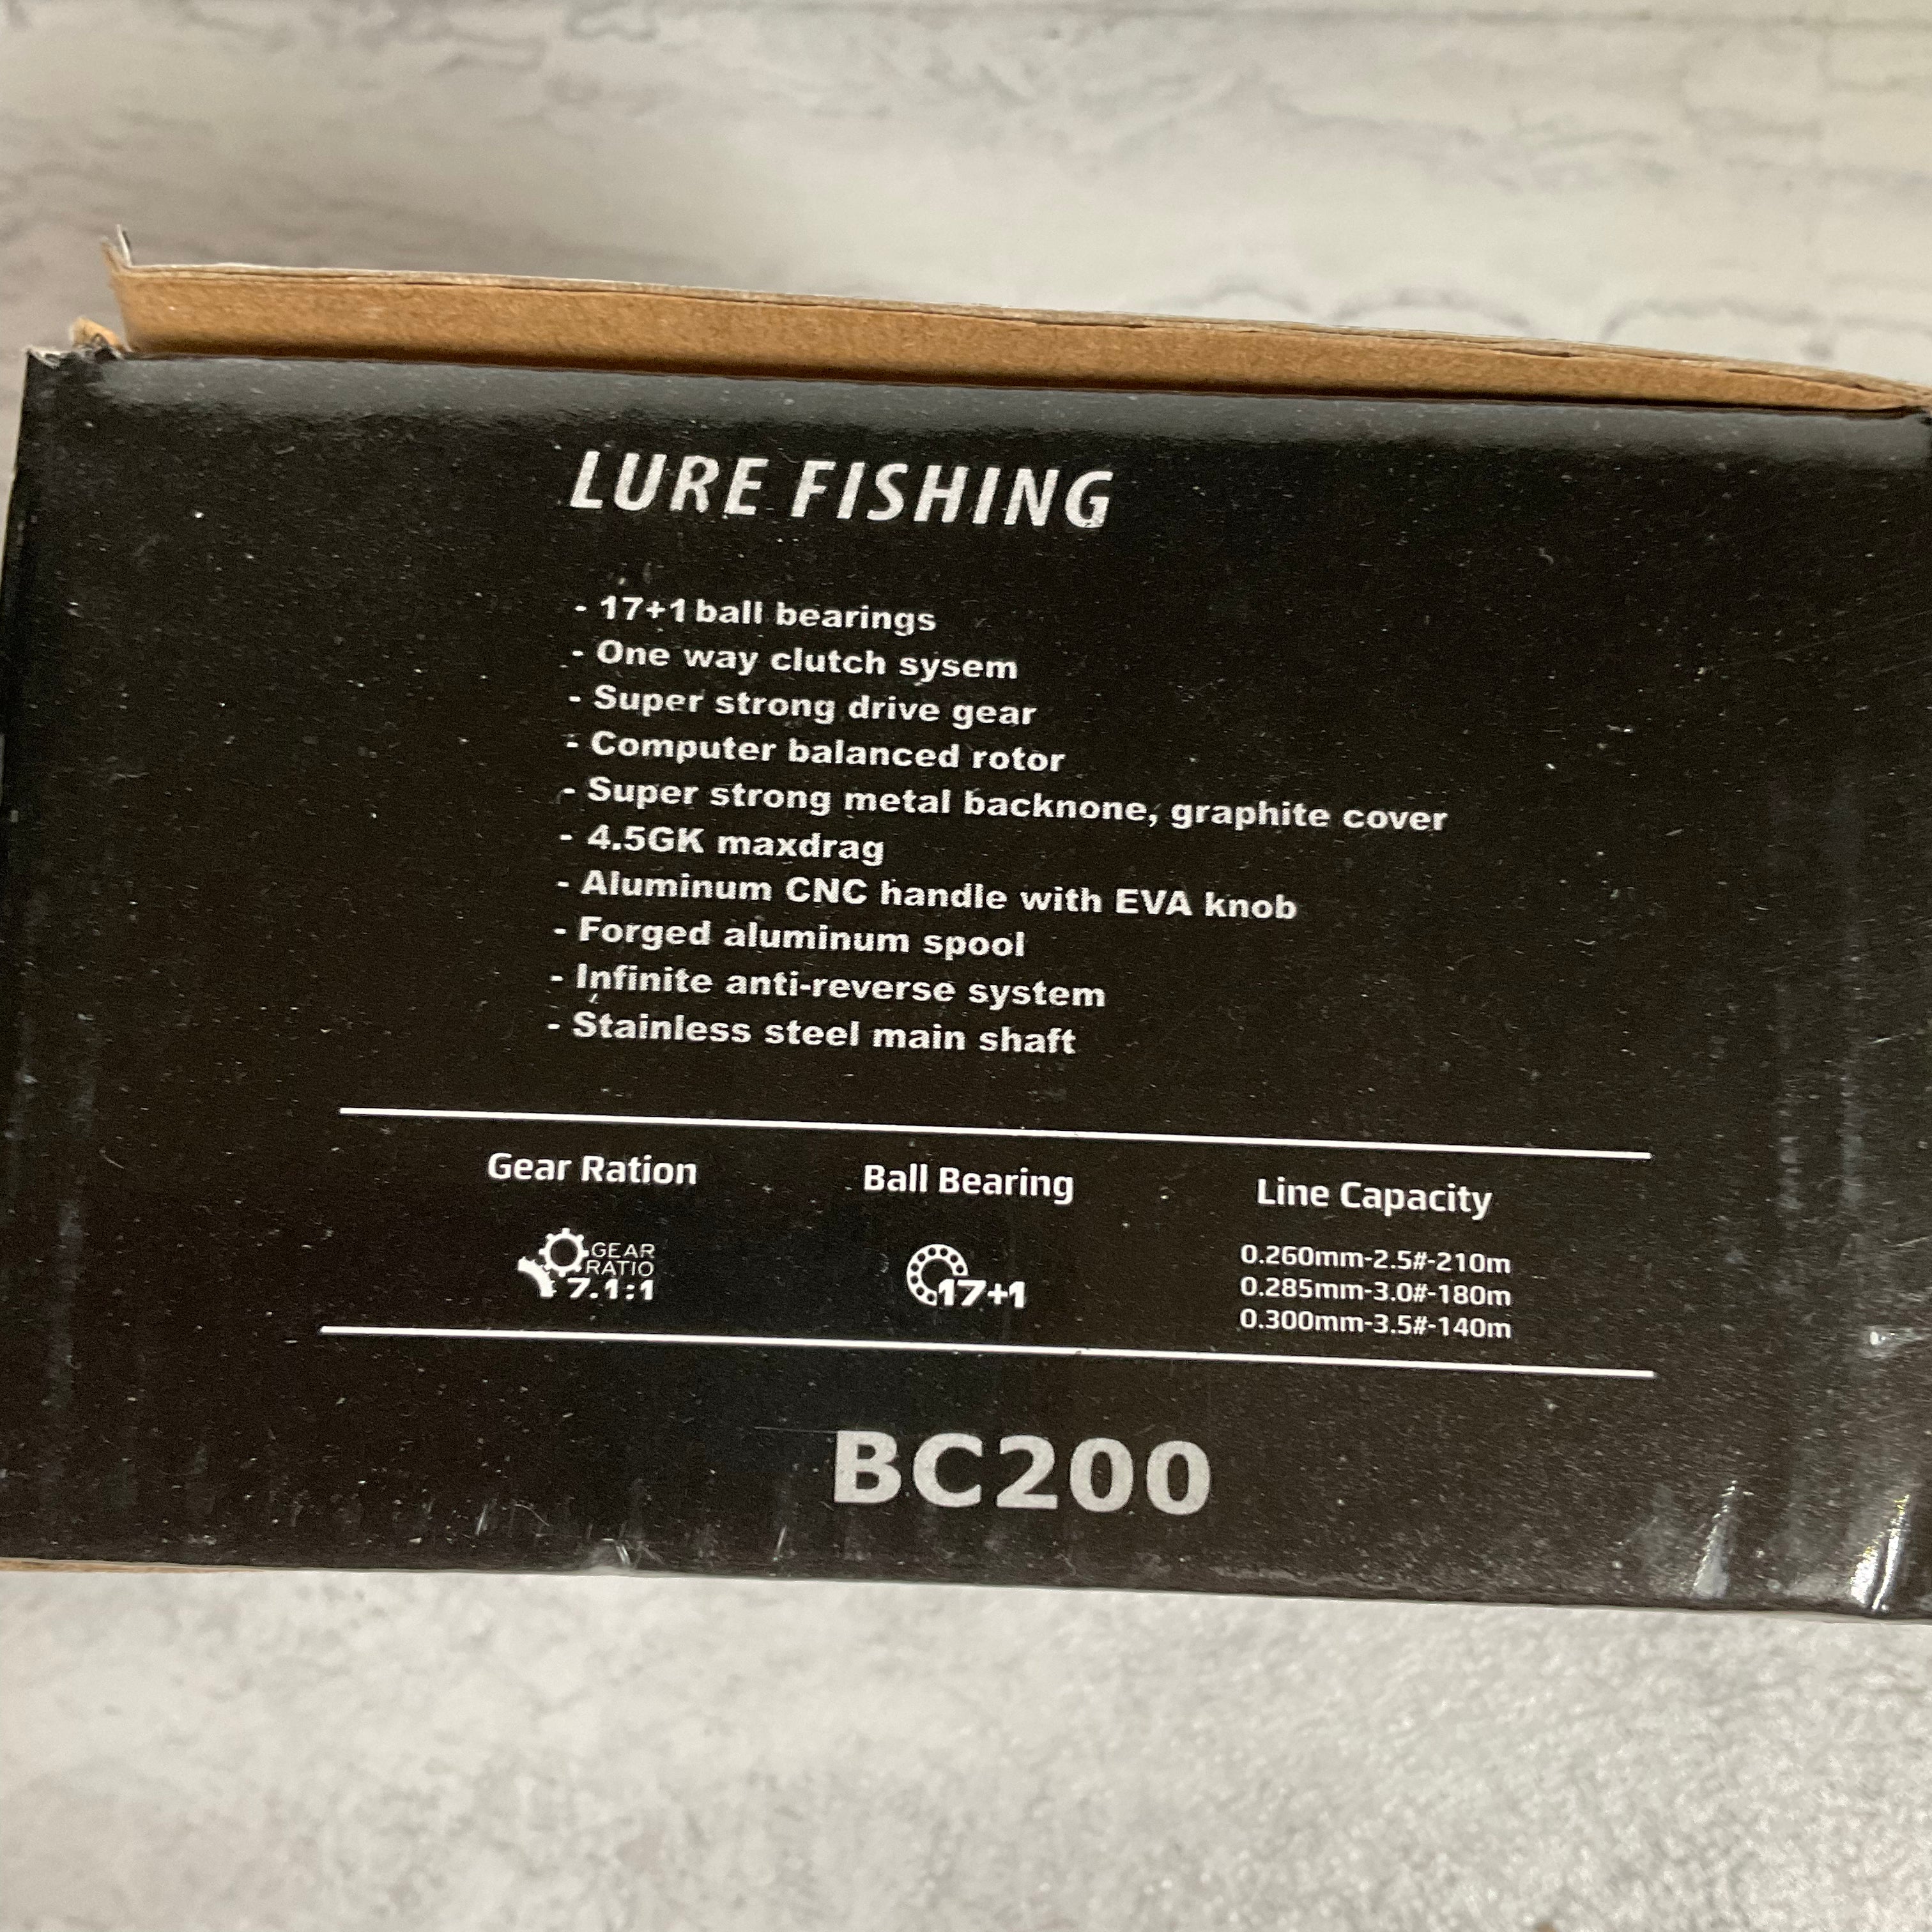 LURE FISHING
- 17+1 ball bearings
- One way clutch sysem
- Super strong drive gear
- Computer balanced rotor
- Super strong metal backnone, graphite cover
- 4.5GK maxdrag
- Aluminum CNC handle with EVA knob
- Forged aluminum spool
- Infinite anti-reverse system
- Stainless steel main shaft
Gear Ration
GEAR
RATIO
7.1:1
Ball Bearing
17+1
Line Capacity
0.260mm-2.5#-210m
0.285mm-3.0#-180m
0.300mm-3.5#-140m
BC200